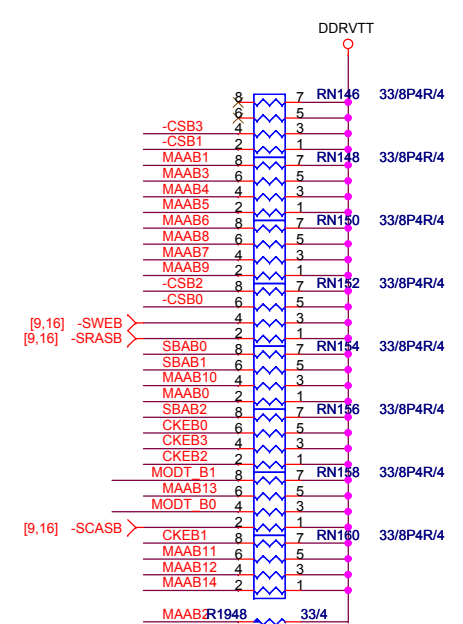 DDRVTT
8 7 RN146 33/8P4R/4
6 5
-CSB3 4 3
-CSB1 2 1
MAAB1 8 7 RN148 33/8P4R/4
MAAB3 6 5
MAAB4 4 3
MAAB5 2 1
MAAB6 8 7 RN150 33/8P4R/4
MAAB8 6 5
MAAB7 4 3
MAAB9 2 1
-CSB2 8 7 RN152 33/8P4R/4
-CSB0 6 5
[9,16] -SWEB 4 3
[9,16] -SRASB 2 1
SBAB0 8 7 RN154 33/8P4R/4
SBAB1 6 5
MAAB10 4 3
MAAB0 2 1
SBAB2 8 7 RN156 33/8P4R/4
CKEB0 6 5
CKEB3 4 3
CKEB2 2 1
MODT_B1 8 7 RN158 33/8P4R/4
MAAB13 6 5
MODT_B0 4 3
[9,16] -SCASB 2 1
CKEB1 8 7 RN160 33/8P4R/4
MAAB11 6 5
MAAB12 4 3
MAAB14 2 1
MAAB2 R1948 33/4